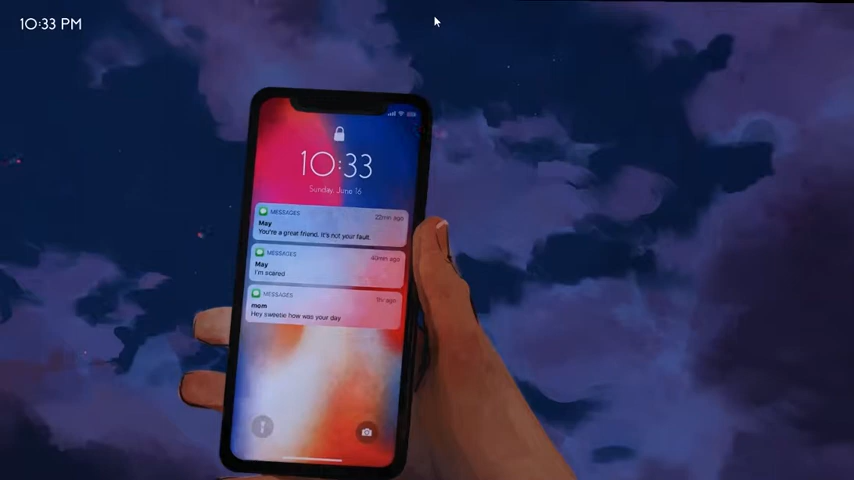 10:33 PM
10:33
Sunday, June 16
MESSAGES
22min ago
May
You're a great friend. It's not your fault.
MESSAGES
40min ago
May
I'm scared
MESSAGES
1hr ago
mom
Hey sweetie how was your day